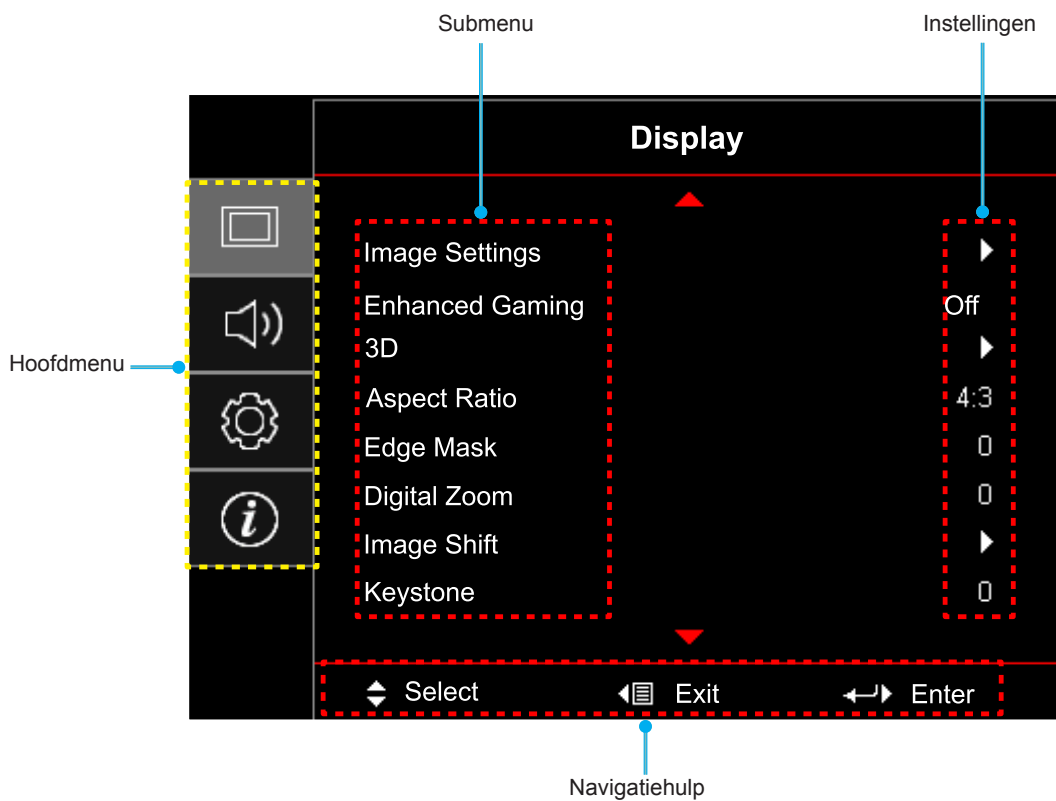 Submenu Instellingen
Display
Image Settings
Enhanced Gaming Off
3D
Hoofdmenu
Aspect Ratio 4:3
Edge Mask 0
Digital Zoom 0
Image Shift
Keystone 0
Select Exit Enter
Navigatiehulp